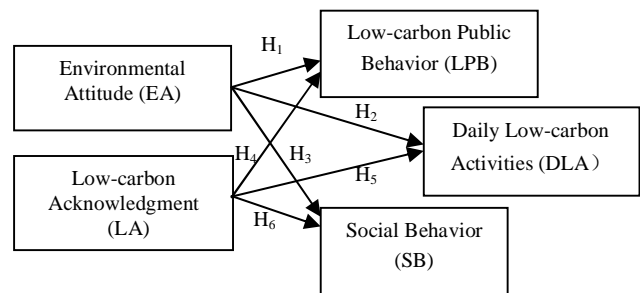 H1
Low-carbon Public
Behavior (LPB)
Environmental
Attitude (EA)
H2
Daily Low-carbon
Activities (DLA）
H4
H3
Low-carbon
Acknowledgment
(LA)
H5
H6
Social Behavior
(SB)